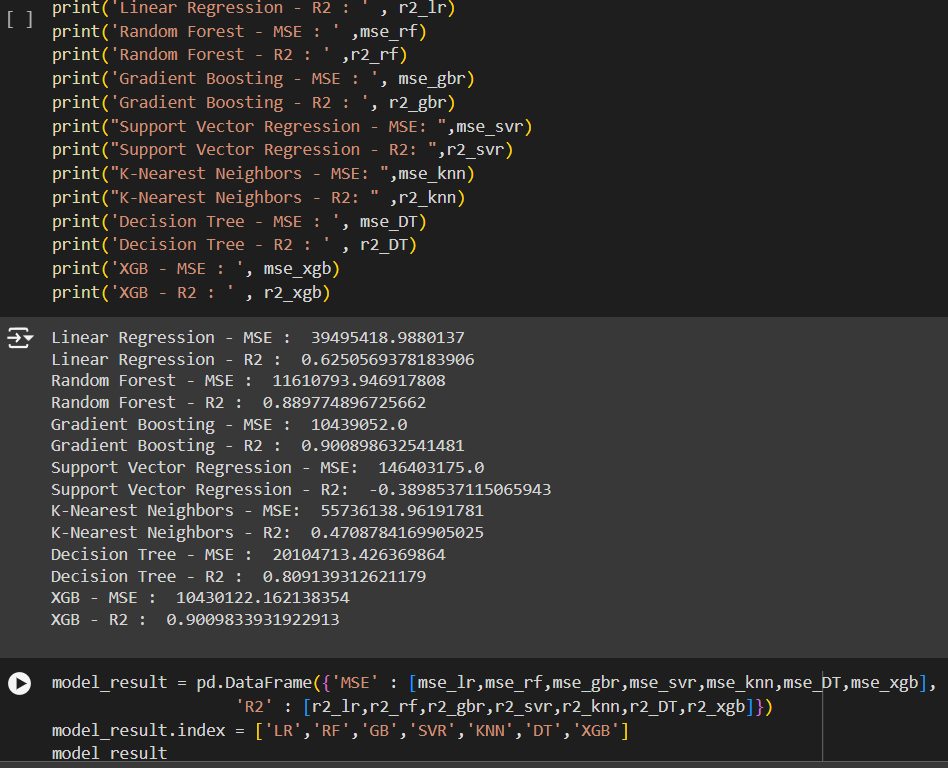 print('Linear Regression - R2 : ' , r2_lr)
[ ]
print('Random Forest - MSE : ' ,mse_rf)
print('Random Forest - R2 : ' ,r2_rf)
print('Gradient Boosting - MSE : ', mse_gbr)
print('Gradient Boosting - R2 : ', r2_gbr)
print("Support Vector Regression - MSE: ",mse_svr)
print("Support Vector Regression - R2: ",r2_svr)
print("K-Nearest Neighbors - MSE: ",mse_knn)
print("K-Nearest Neighbors - R2: " ,r2_knn)
print('Decision Tree - MSE : ', mse_DT)
print('Decision Tree - R2 : ' , r2_DT)
print('XGB - MSE : ', mse_xgb)
print('XGB - R2 : ' , r2_xgb)
Linear Regression - MSE :  39495418.9880137
Linear Regression - R2 :  0.6250569378183906
Random Forest - MSE :  11610793.946917808
Random Forest - R2 :  0.889774896725662
Gradient Boosting - MSE :  10439052.0
Gradient Boosting - R2 :  0.900898632541481
Support Vector Regression - MSE:  146403175.0
Support Vector Regression - R2:  -0.3898537115065943
K-Nearest Neighbors - MSE:  55736138.96191781
K-Nearest Neighbors - R2:  0.4708784169905025
Decision Tree - MSE :  20104713.426369864
Decision Tree - R2 :  0.809139312621179
XGB - MSE :  10430122.162138354
XGB - R2 :  0.9009833931922913
model_result = pd.DataFrame({'MSE' : [mse_lr,mse_rf,mse_gbr,mse_svr,mse_knn,mse_DT,mse_xgb],
'R2' : [r2_lr,r2_rf,r2_gbr,r2_svr,r2_knn,r2_DT,r2_xgb]})
model_result.index = ['LR','RF','GB','SVR','KNN','DT','XGB']
model_result